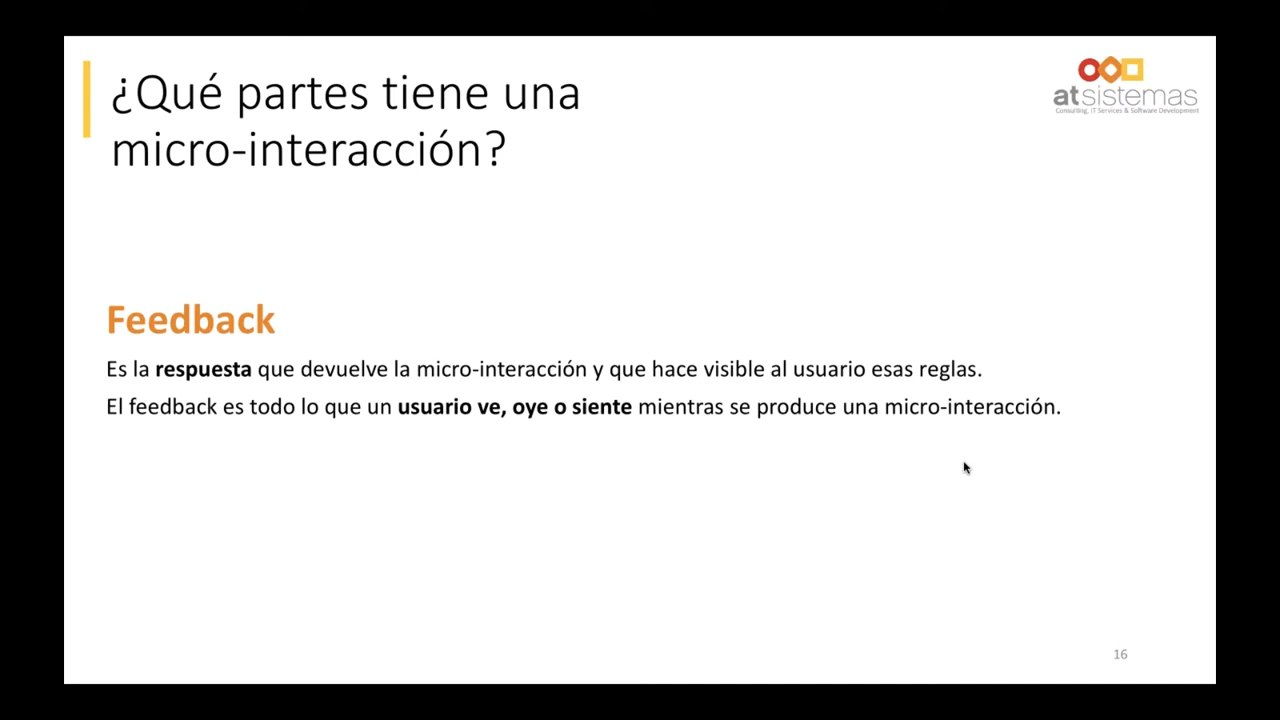 ¿Qué partes tiene una
micro-interacción?
atsistemas
Consulting, IT Services & Software Development
Feedback
Es la respuesta que devuelve la micro-interacción y que hace visible al usuario esas reglas.
El feedback es todo lo que un usuario ve, oye o siente mientras se produce una micro-interacción.
16